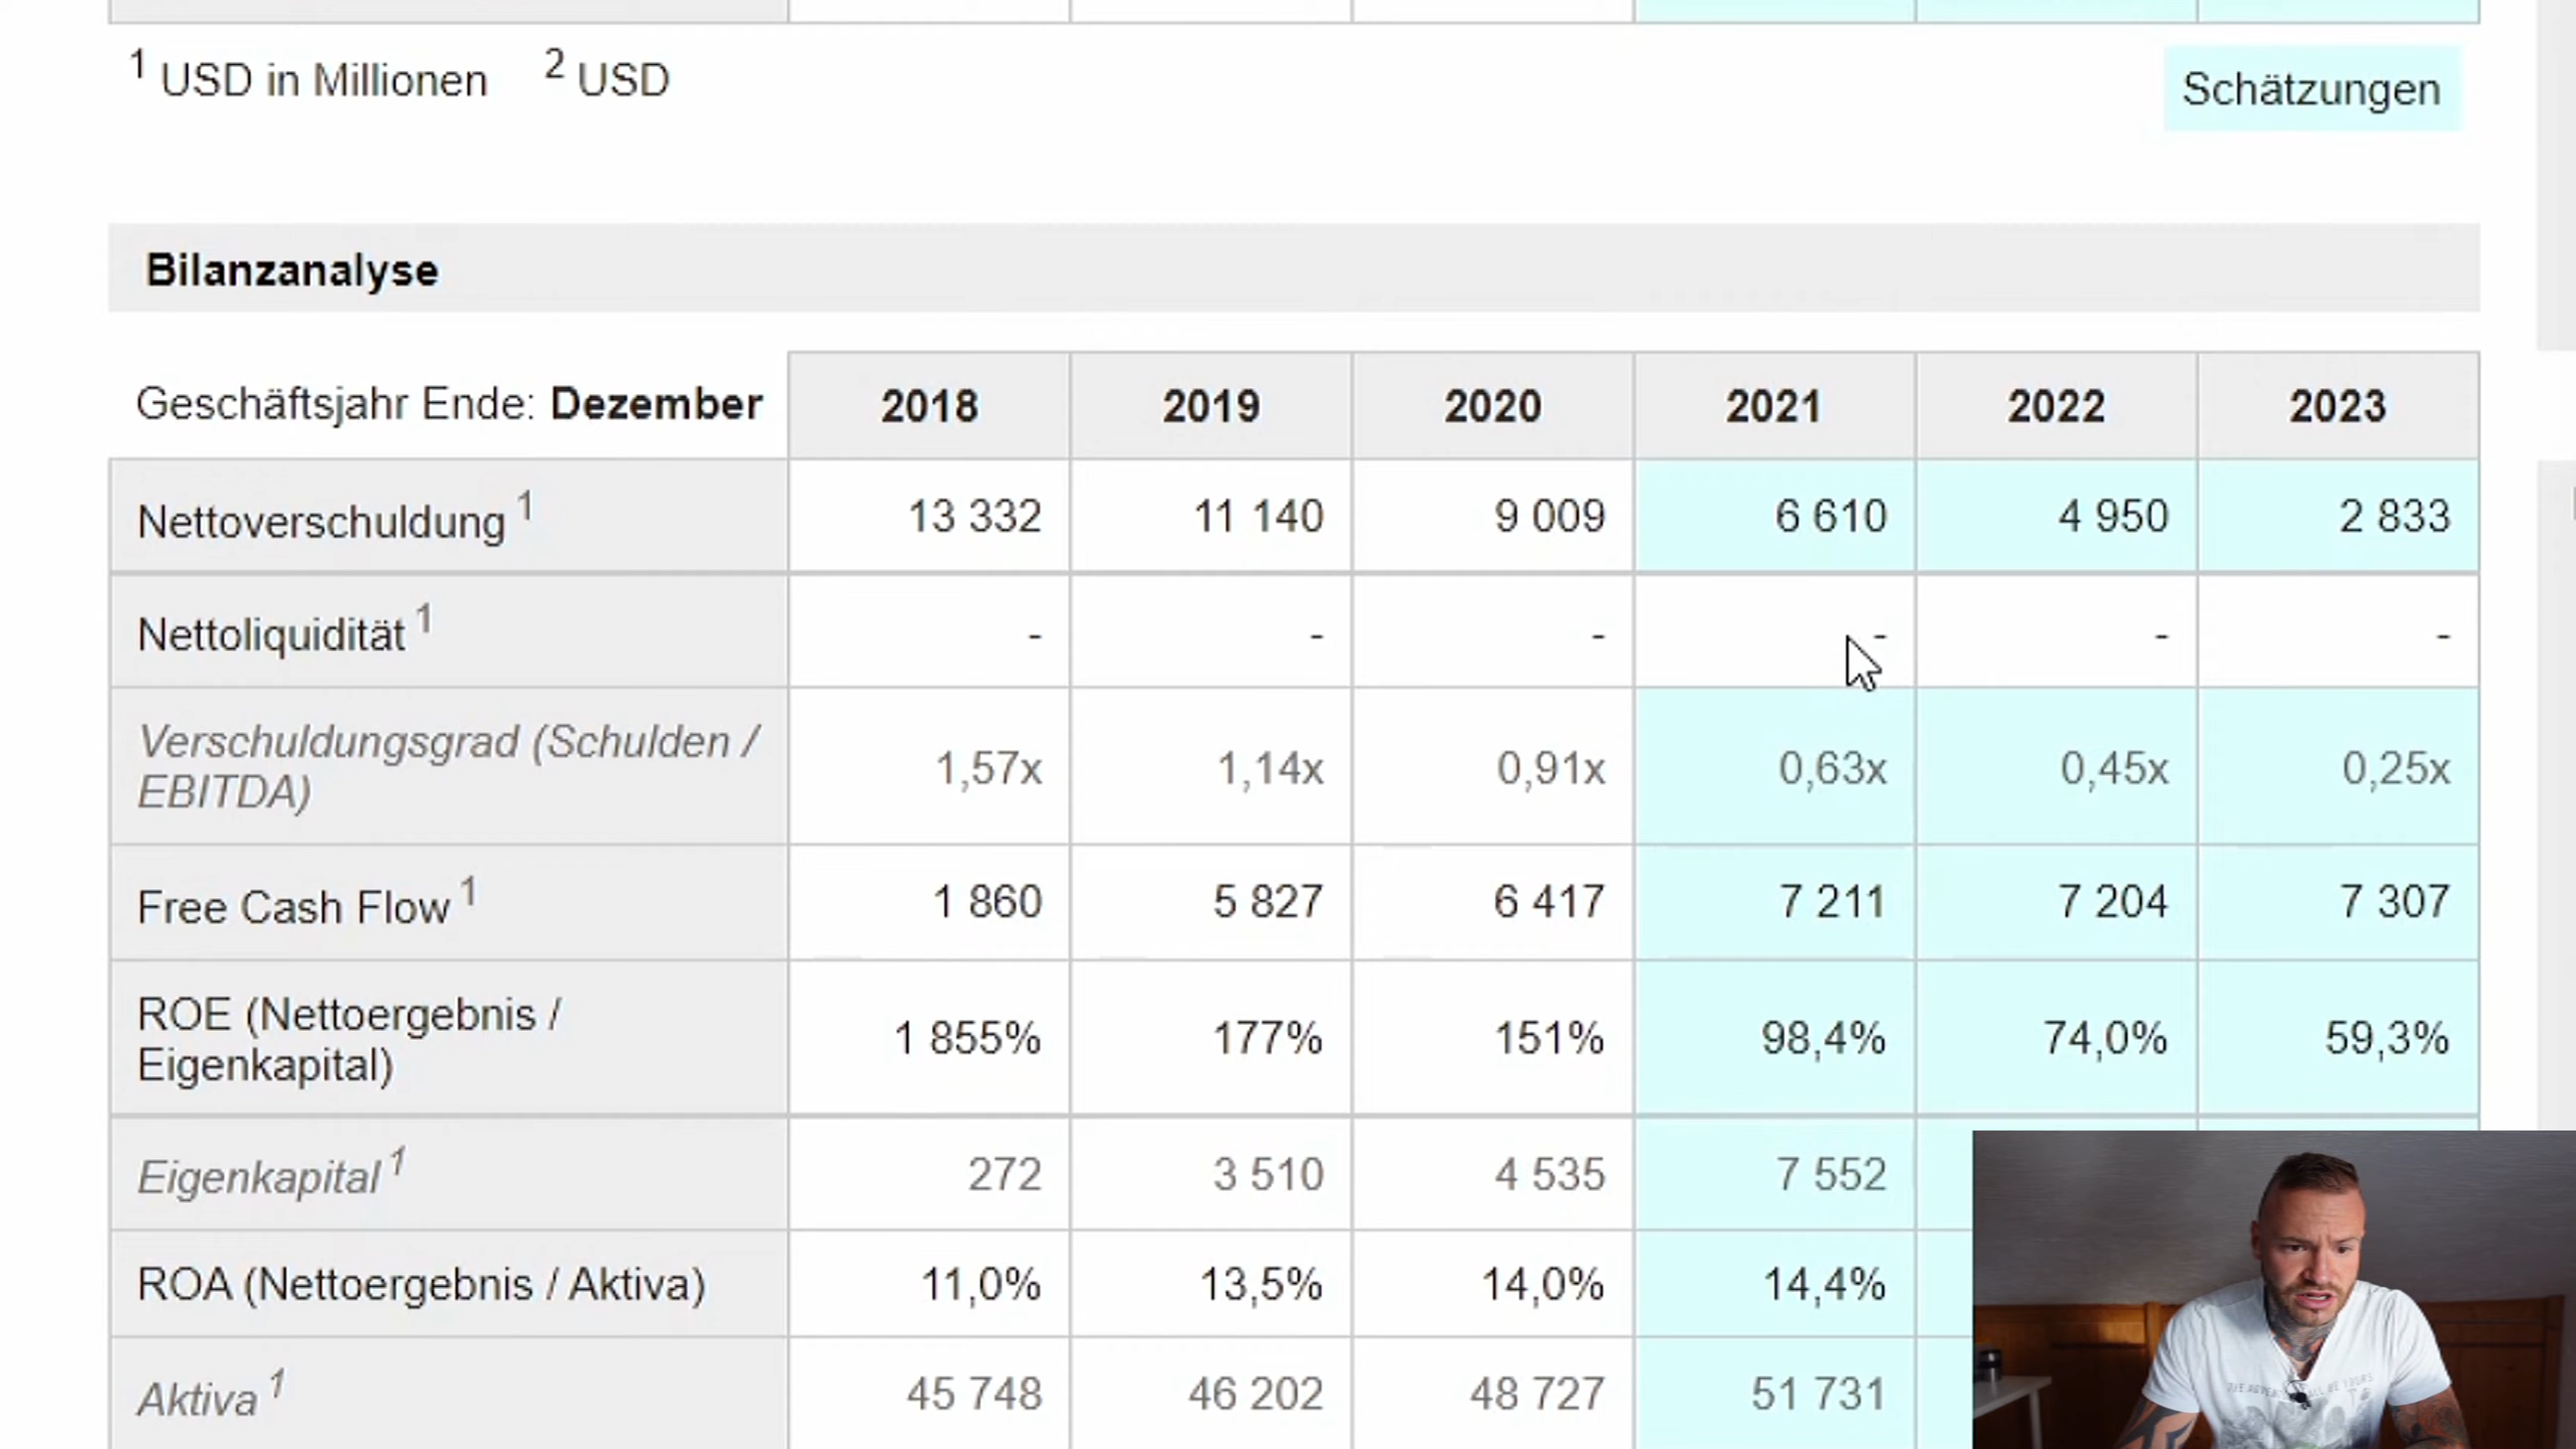 1 USD in Millionen 2 USD
Schätzungen
Bilanzanalyse
Geschäftsjahr Ende: Dezember 2018 2019 2020 2021 2022 2023
Nettoverschuldung 1 13 332 11 140 9 009 6 610 4 950 2 833
Nettoliquidität 1 - - - - - -
Verschuldungsgrad (Schulden /
EBITDA) 1,57x 1,14x 0,91x 0,63x 0,45x 0,25x
Free Cash Flow 1 1 860 5 827 6 417 7 211 7 204 7 307
ROE (Nettoergebnis /
Eigenkapital) 1 855% 177% 151% 98,4% 74,0% 59,3%
Eigenkapital 1 272 3 510 4 535 7 552
ROA (Nettoergebnis / Aktiva) 11,0% 13,5% 14,0% 14,4%
Aktiva 1 45 748 46 202 48 727 51 731